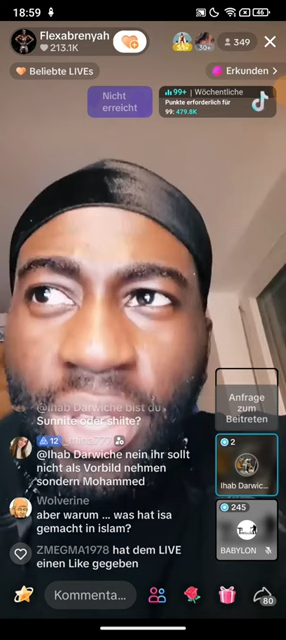 18:59
46
Flexabrenyah
213.1K
30+
349
Beliebte LIVEs
Erkunden
Nicht
erreicht
99+ | Wöchentliche
Punkte erforderlich für
99: 479.8K
Anfrage
zum
Beitreten
@Ihab Darwiche bist du
Sunnite oder shiite?
12
@Ihab Darwiche nein ihr sollt
nicht als Vorbild nehmen
sondern Mohammed
2
Ihab Darwic...
Wolverine
aber warum ... was hat isa
gemacht in islam?
245
BABYLON
ZMEGMA1978 hat dem LIVE
einen Like gegeben
Kommenta...
80